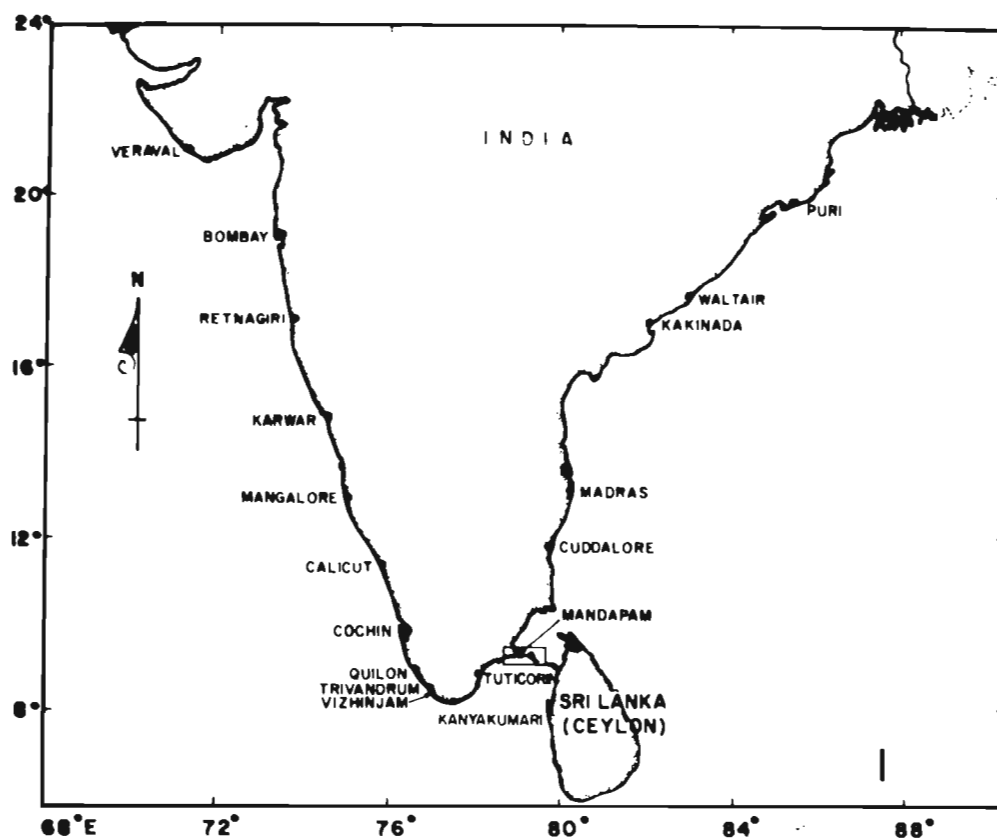 24°
INDIA
VERAVAL
20°
PURI
BOMBAY
N
WALTAIR
RETNAGIRI
KAKINADA
16°
KARWAR
MANGALORE
MADRAS
12°
CUDDALORE
CALICUT
MANDAPAM
COCHIN
QUILON
TUTICORIN
TRIVANDRUM
VIZHINJAM
8°
KANYAKUMARI
SRI LANKA
(CEYLON)
I
68°E
72°
76°
80°
84°
88°